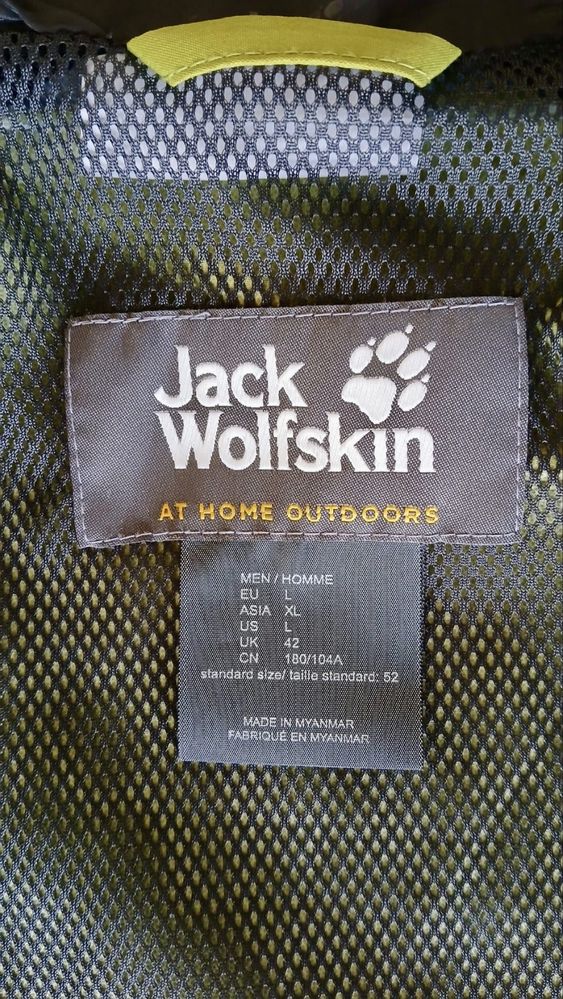 Jack
Wolfskin
AT HOME OUTDOORS
MEN / HOMME
EU L
ASIA XL
US L
UK 42
CN 180/104A
standard size/ taille standard: 52
MADE IN MYANMAR
FABRIQUÉ EN MYANMAR